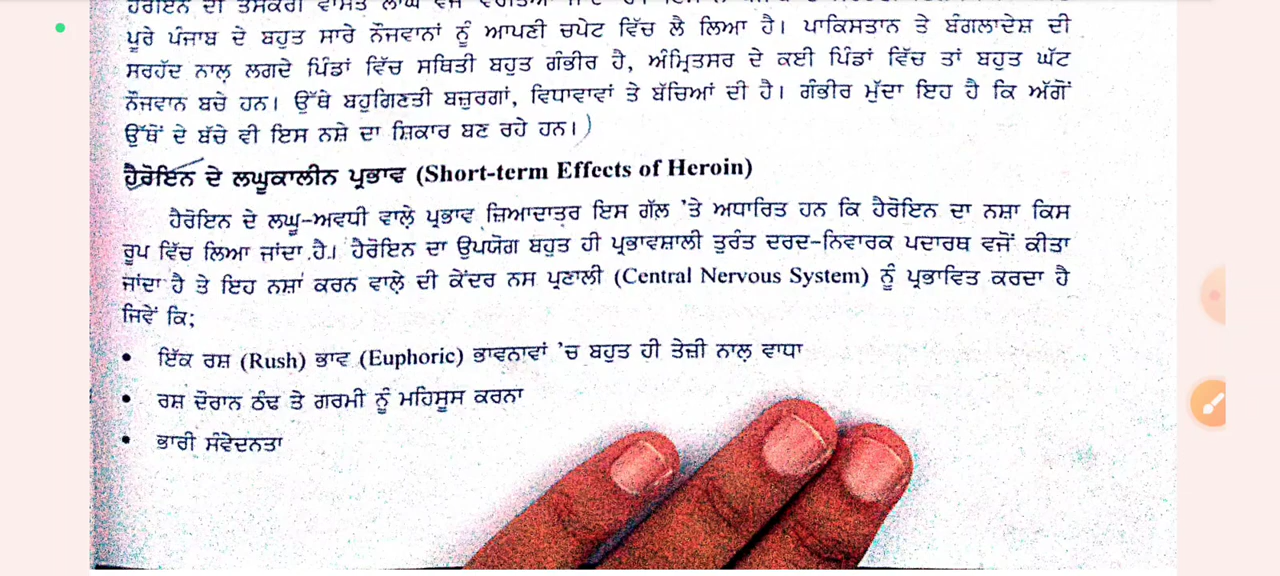 ਪੂਰੇ ਪੰਜਾਬ ਦੇ ਬਹੁਤ ਸਾਰੇ ਨੌਜਵਾਨਾਂ ਨੂੰ ਆਪਣੀ ਚਪੇਟ ਵਿੱਚ ਲੈ ਲਿਆ ਹੈ। ਪਾਕਿਸਤਾਨ ਤੇ ਬੰਗਲਾਦੇਸ਼ ਦੀ
ਸਰਹੱਦ ਨਾਲ਼ ਲਗਦੇ ਪਿੰਡਾਂ ਵਿੱਚ ਸਥਿਤੀ ਬਹੁਤ ਗੰਭੀਰ ਹੈ, ਅੰਮ੍ਰਿਤਸਰ ਦੇ ਕਈ ਪਿੰਡਾਂ ਵਿੱਚ ਤਾਂ ਬਹੁਤ ਘੱਟ
ਨੌਜਵਾਨ ਬਚੇ ਹਨ। ਉੱਥੇ ਬਹੁਗਿਣਤੀ ਬਜ਼ੁਰਗਾਂ, ਵਿਧਾਵਾਵਾਂ ਤੇ ਬੱਚਿਆਂ ਦੀ ਹੈ। ਗੰਭੀਰ ਮੁੱਦਾ ਇਹ ਹੈ ਕਿ ਅੱਗੋਂ
ਉੱਥੋਂ ਦੇ ਬੱਚੇ ਵੀ ਇਸ ਨਸ਼ੇ ਦਾ ਸ਼ਿਕਾਰ ਬਣ ਰਹੇ ਹਨ।)
ਹੈਰੋਇਨ ਦੇ ਲਘੂਕਾਲੀਨ ਪ੍ਰਭਾਵ (Short-term Effects of Heroin)
ਹੈਰੋਇਨ ਦੇ ਲਘੂ-ਅਵਧੀ ਵਾਲ਼ੇ ਪ੍ਰਭਾਵ ਜ਼ਿਆਦਾਤਰ ਇਸ ਗੱਲ 'ਤੇ ਅਧਾਰਿਤ ਹਨ ਕਿ ਹੈਰੋਇਨ ਦਾ ਨਸ਼ਾ ਕਿਸ
ਰੂਪ ਵਿੱਚ ਲਿਆ ਜਾਂਦਾ ਹੈ। ਹੈਰੋਇਨ ਦਾ ਉਪਯੋਗ ਬਹੁਤ ਹੀ ਪ੍ਰਭਾਵਸ਼ਾਲੀ ਤੁਰੰਤ ਦਰਦ-ਨਿਵਾਰਕ ਪਦਾਰਥ ਵਜੋਂ ਕੀਤਾ
ਜਾਂਦਾ ਹੈ ਤੇ ਇਹ ਨਸ਼ਾ ਕਰਨ ਵਾਲ਼ੇ ਦੀ ਕੇਂਦਰ ਨਸ ਪ੍ਰਣਾਲੀ (Central Nervous System) ਨੂੰ ਪ੍ਰਭਾਵਿਤ ਕਰਦਾ ਹੈ
ਜਿਵੇਂ ਕਿ;
• ਇੱਕ ਰਸ਼ (Rush) ਭਾਵ (Euphoric) ਭਾਵਨਾਵਾਂ 'ਚ ਬਹੁਤ ਹੀ ਤੇਜ਼ੀ ਨਾਲ਼ ਵਾਧਾ
• ਰਸ਼ ਦੌਰਾਨ ਠੰਢ ਤੇ ਗਰਮੀ ਨੂੰ ਮਹਿਸੂਸ ਕਰਨਾ
• ਭਾਰੀ ਸੰਵੇਦਨਤਾ